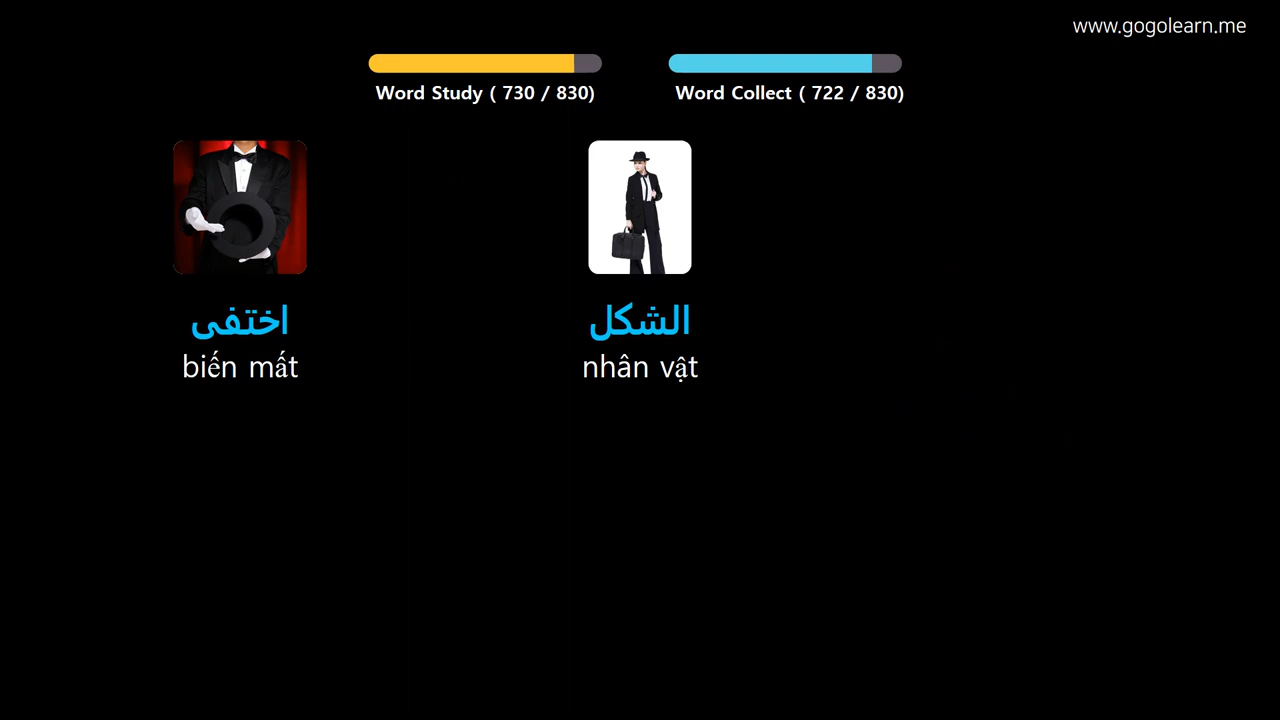 www.gogolearn.me
Word Study ( 730 / 830)
Word Collect ( 722 / 830)
اختفى
biến mất
الشكل
nhân vật